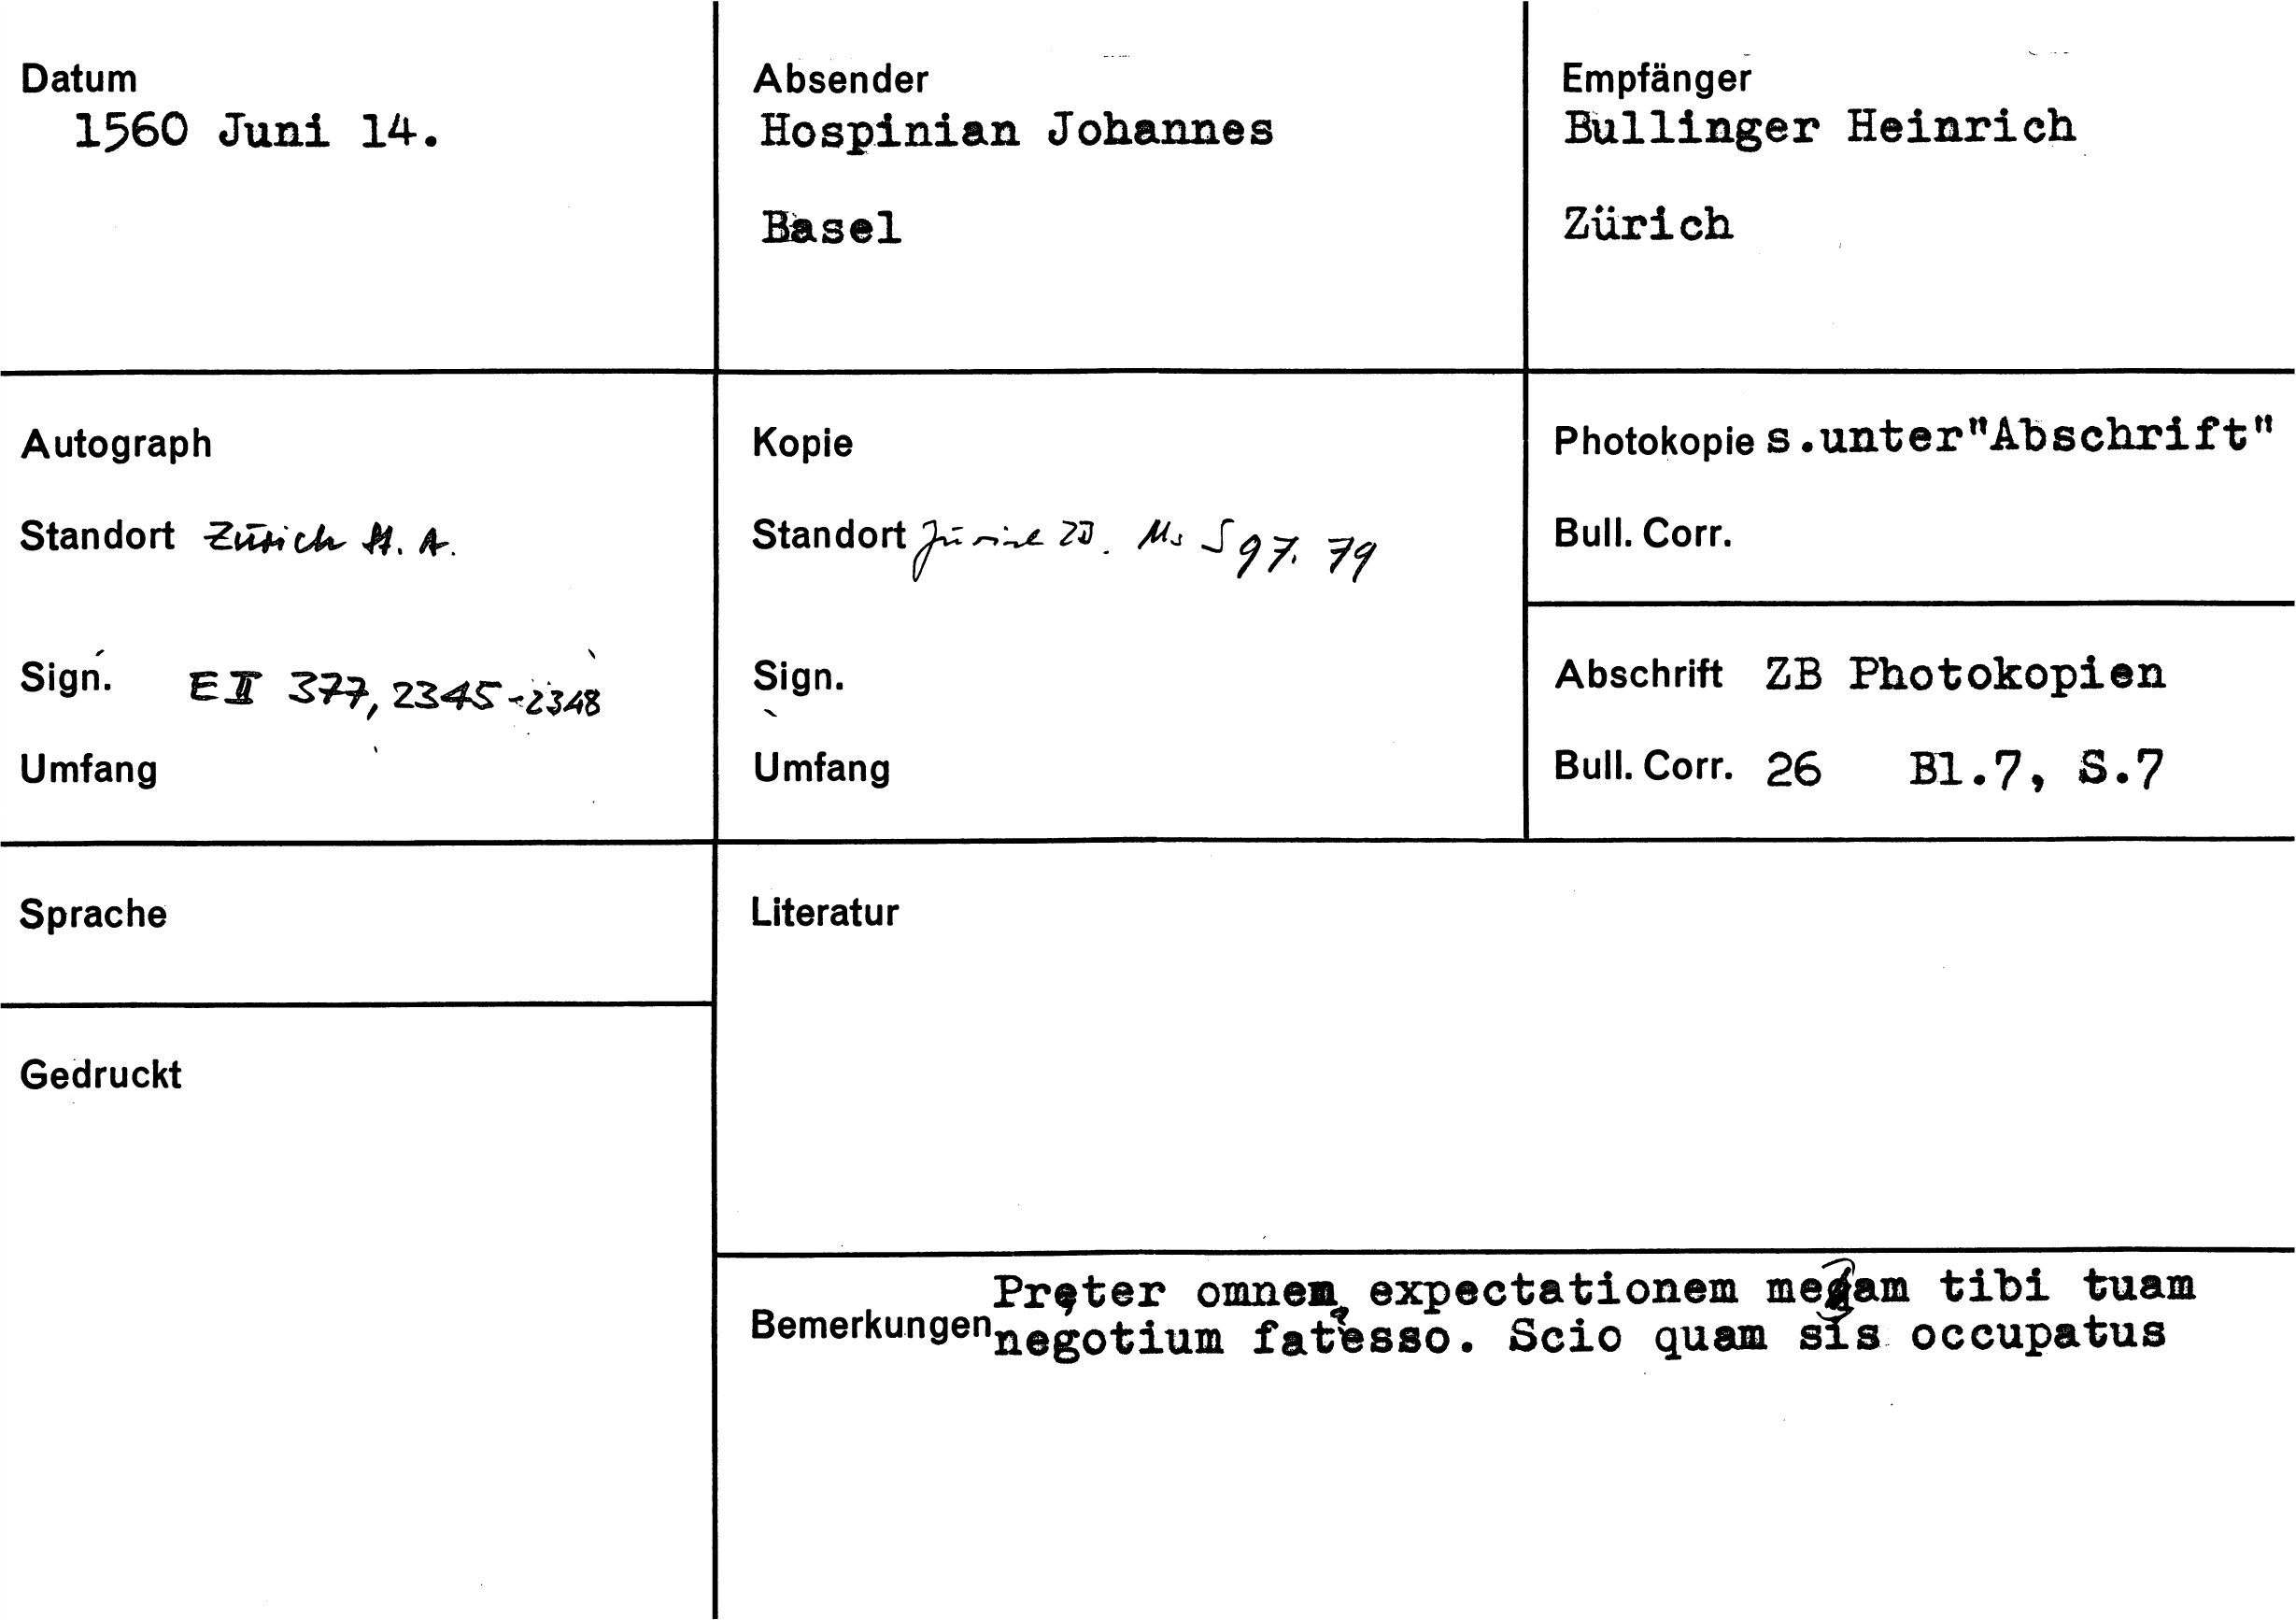 Datum
1560 Juni 14.
Absender
Hospinian Johannes
Basel
Empfänger
Bullinger Heinrich
Zürich
Autograph
Standort Zürich St. A.
Sign. E II 377, 2345-2348
Umfang
Kopie
Standort Zürich ZB. Ms S 97, 79
Sign.
Umfang
Photokopie s.unter"Abschrift"
Bull. Corr.
Abschrift ZB Photokopien
Bull. Corr. 26 Bl.7, S.7
Sprache
Gedruckt
Literatur
Bemerkungen
Pręter omnem expectationem meam tibi tuam
negotium fatesso. Scio quam sis occupatus